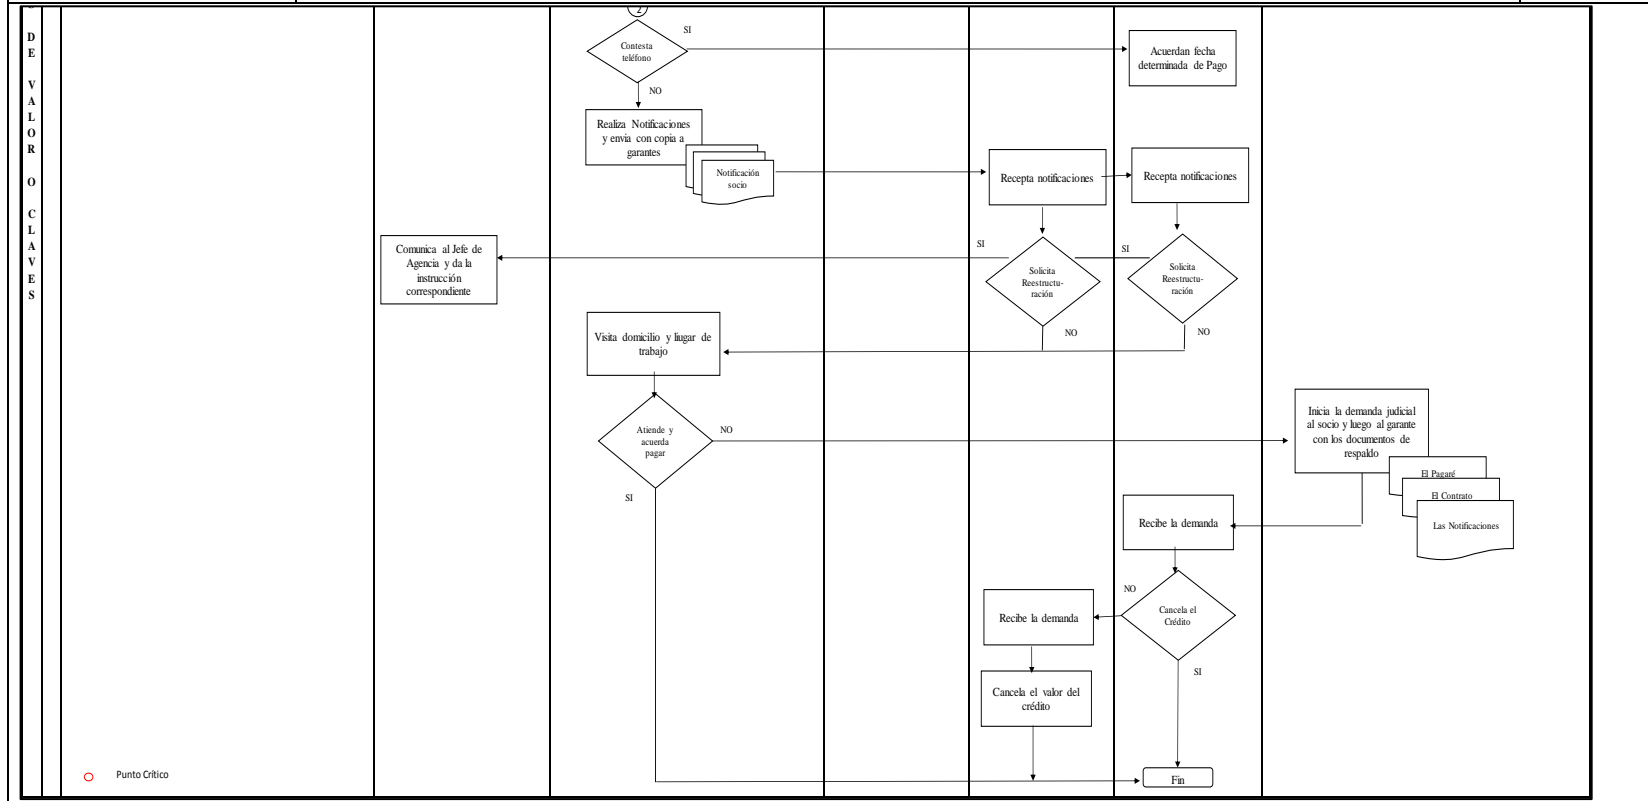 DE VALOR O CLAVES
2
Contesta
teléfono
SI
NO
Acuerdan fecha
determinada de Pago
Realiza Notificaciones
y envia con copia a
garantes
Notificación
socio
Recepta notificaciones
Recepta notificaciones
Comunica al Jefe de
Agencia y da la
instrucción
correspondiente
SI
Solicita
Reestructu-
ración
NO
SI
Solicita
Reestructu-
ración
NO
Visita domicilio y liugar de
trabajo
Atiende y
acuerda
pagar
NO
SI
Inicia la demanda judicial
al socio y luego al garante
con los documentos de
respaldo
El Pagaré
El Contrato
Las Notificaciones
Recibe la demanda
NO
Cancela el
Crédito
SI
Recibe la demanda
Cancela el valor del
crédito
Fin
Punto Crítico